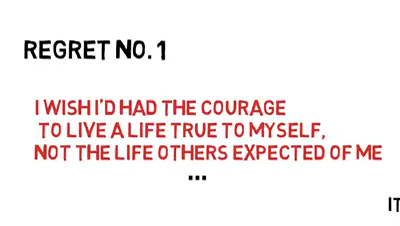 REGRET NO. 1
I WISH I'D HAD THE COURAGE
TO LIVE A LIFE TRUE TO MYSELF,
NOT THE LIFE OTHERS EXPECTED OF ME
...
IT